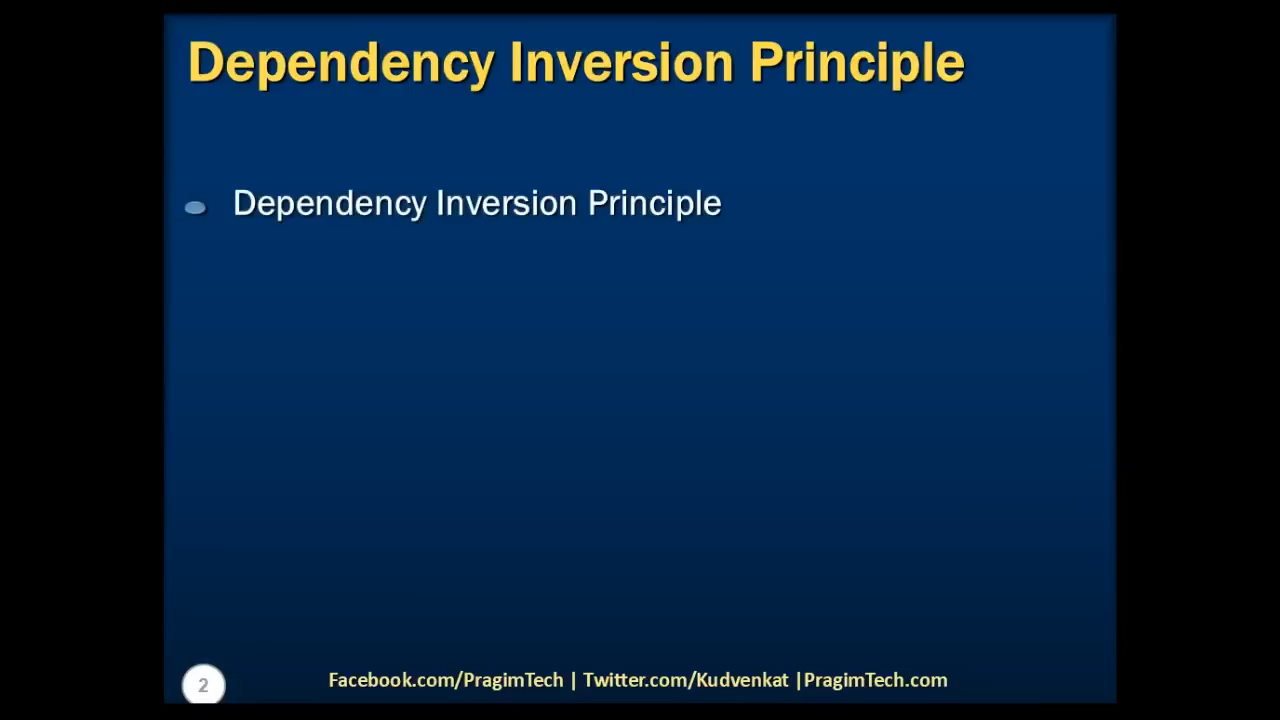 Dependency Inversion Principle
Dependency Inversion Principle
2
Facebook.com/PragimTech | Twitter.com/Kudvenkat |PragimTech.com